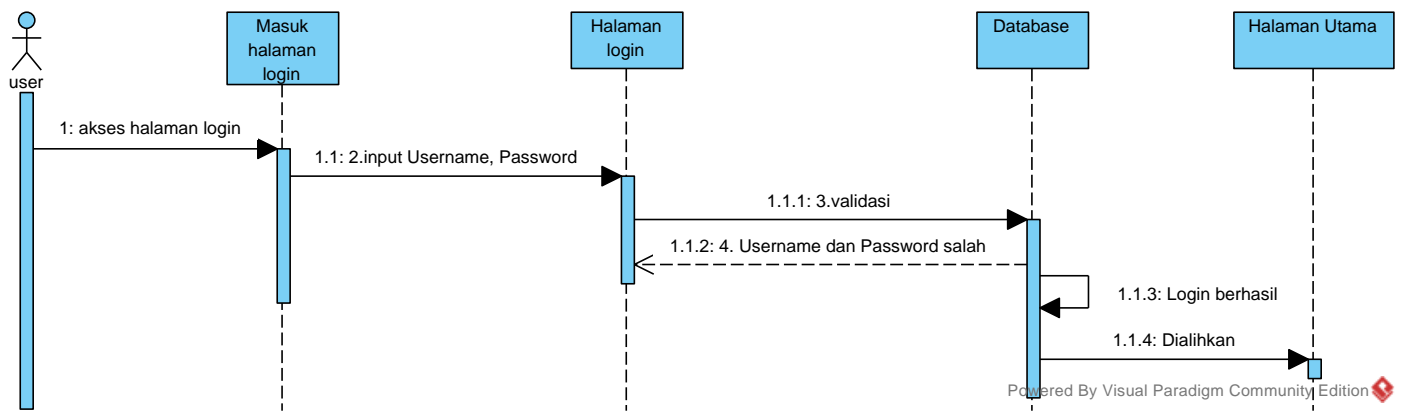 user
Masuk
halaman
login
Halaman
login
Database
Halaman Utama
1: akses halaman login
1.1: 2.input Username, Password
1.1.1: 3.validasi
1.1.2: 4. Username dan Password salah
1.1.3: Login berhasil
1.1.4: Dialihkan
Powered By Visual Paradigm Community Edition